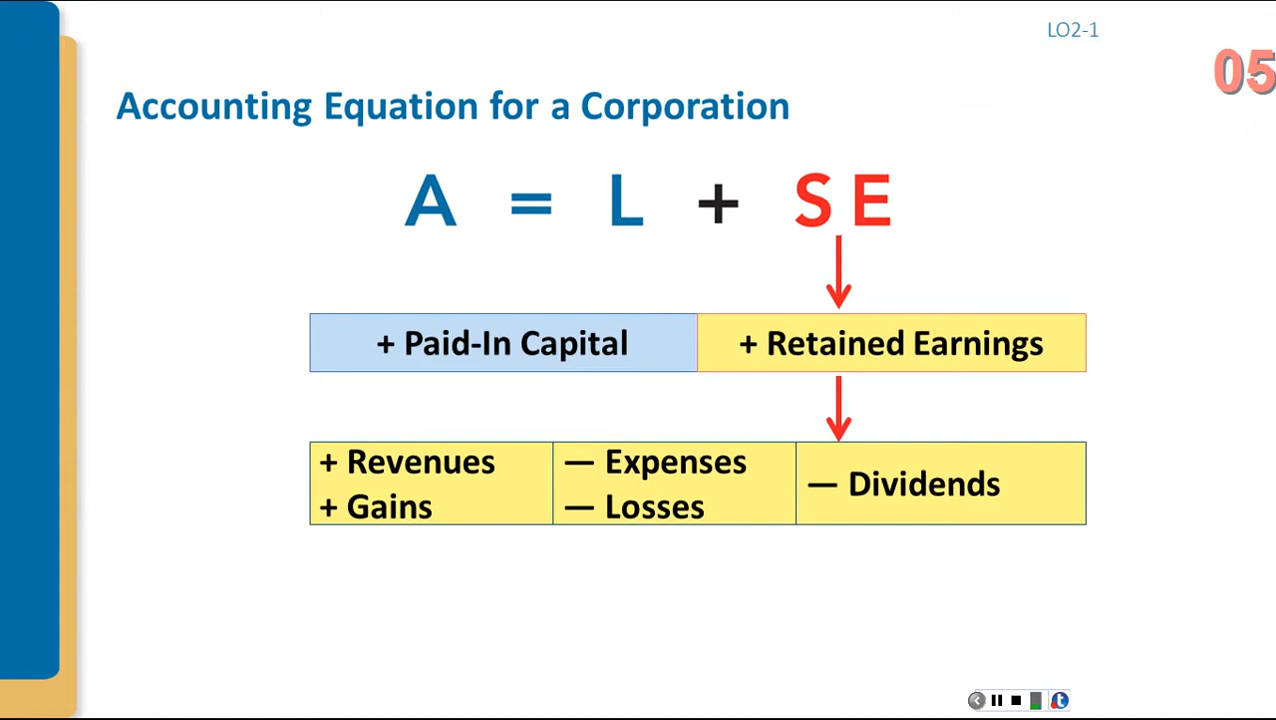 LO2-1
05
Accounting Equation for a Corporation
A = L + S E
+ Paid-In Capital + Retained Earnings
+ Revenues — Expenses
— Dividends
+ Gains — Losses